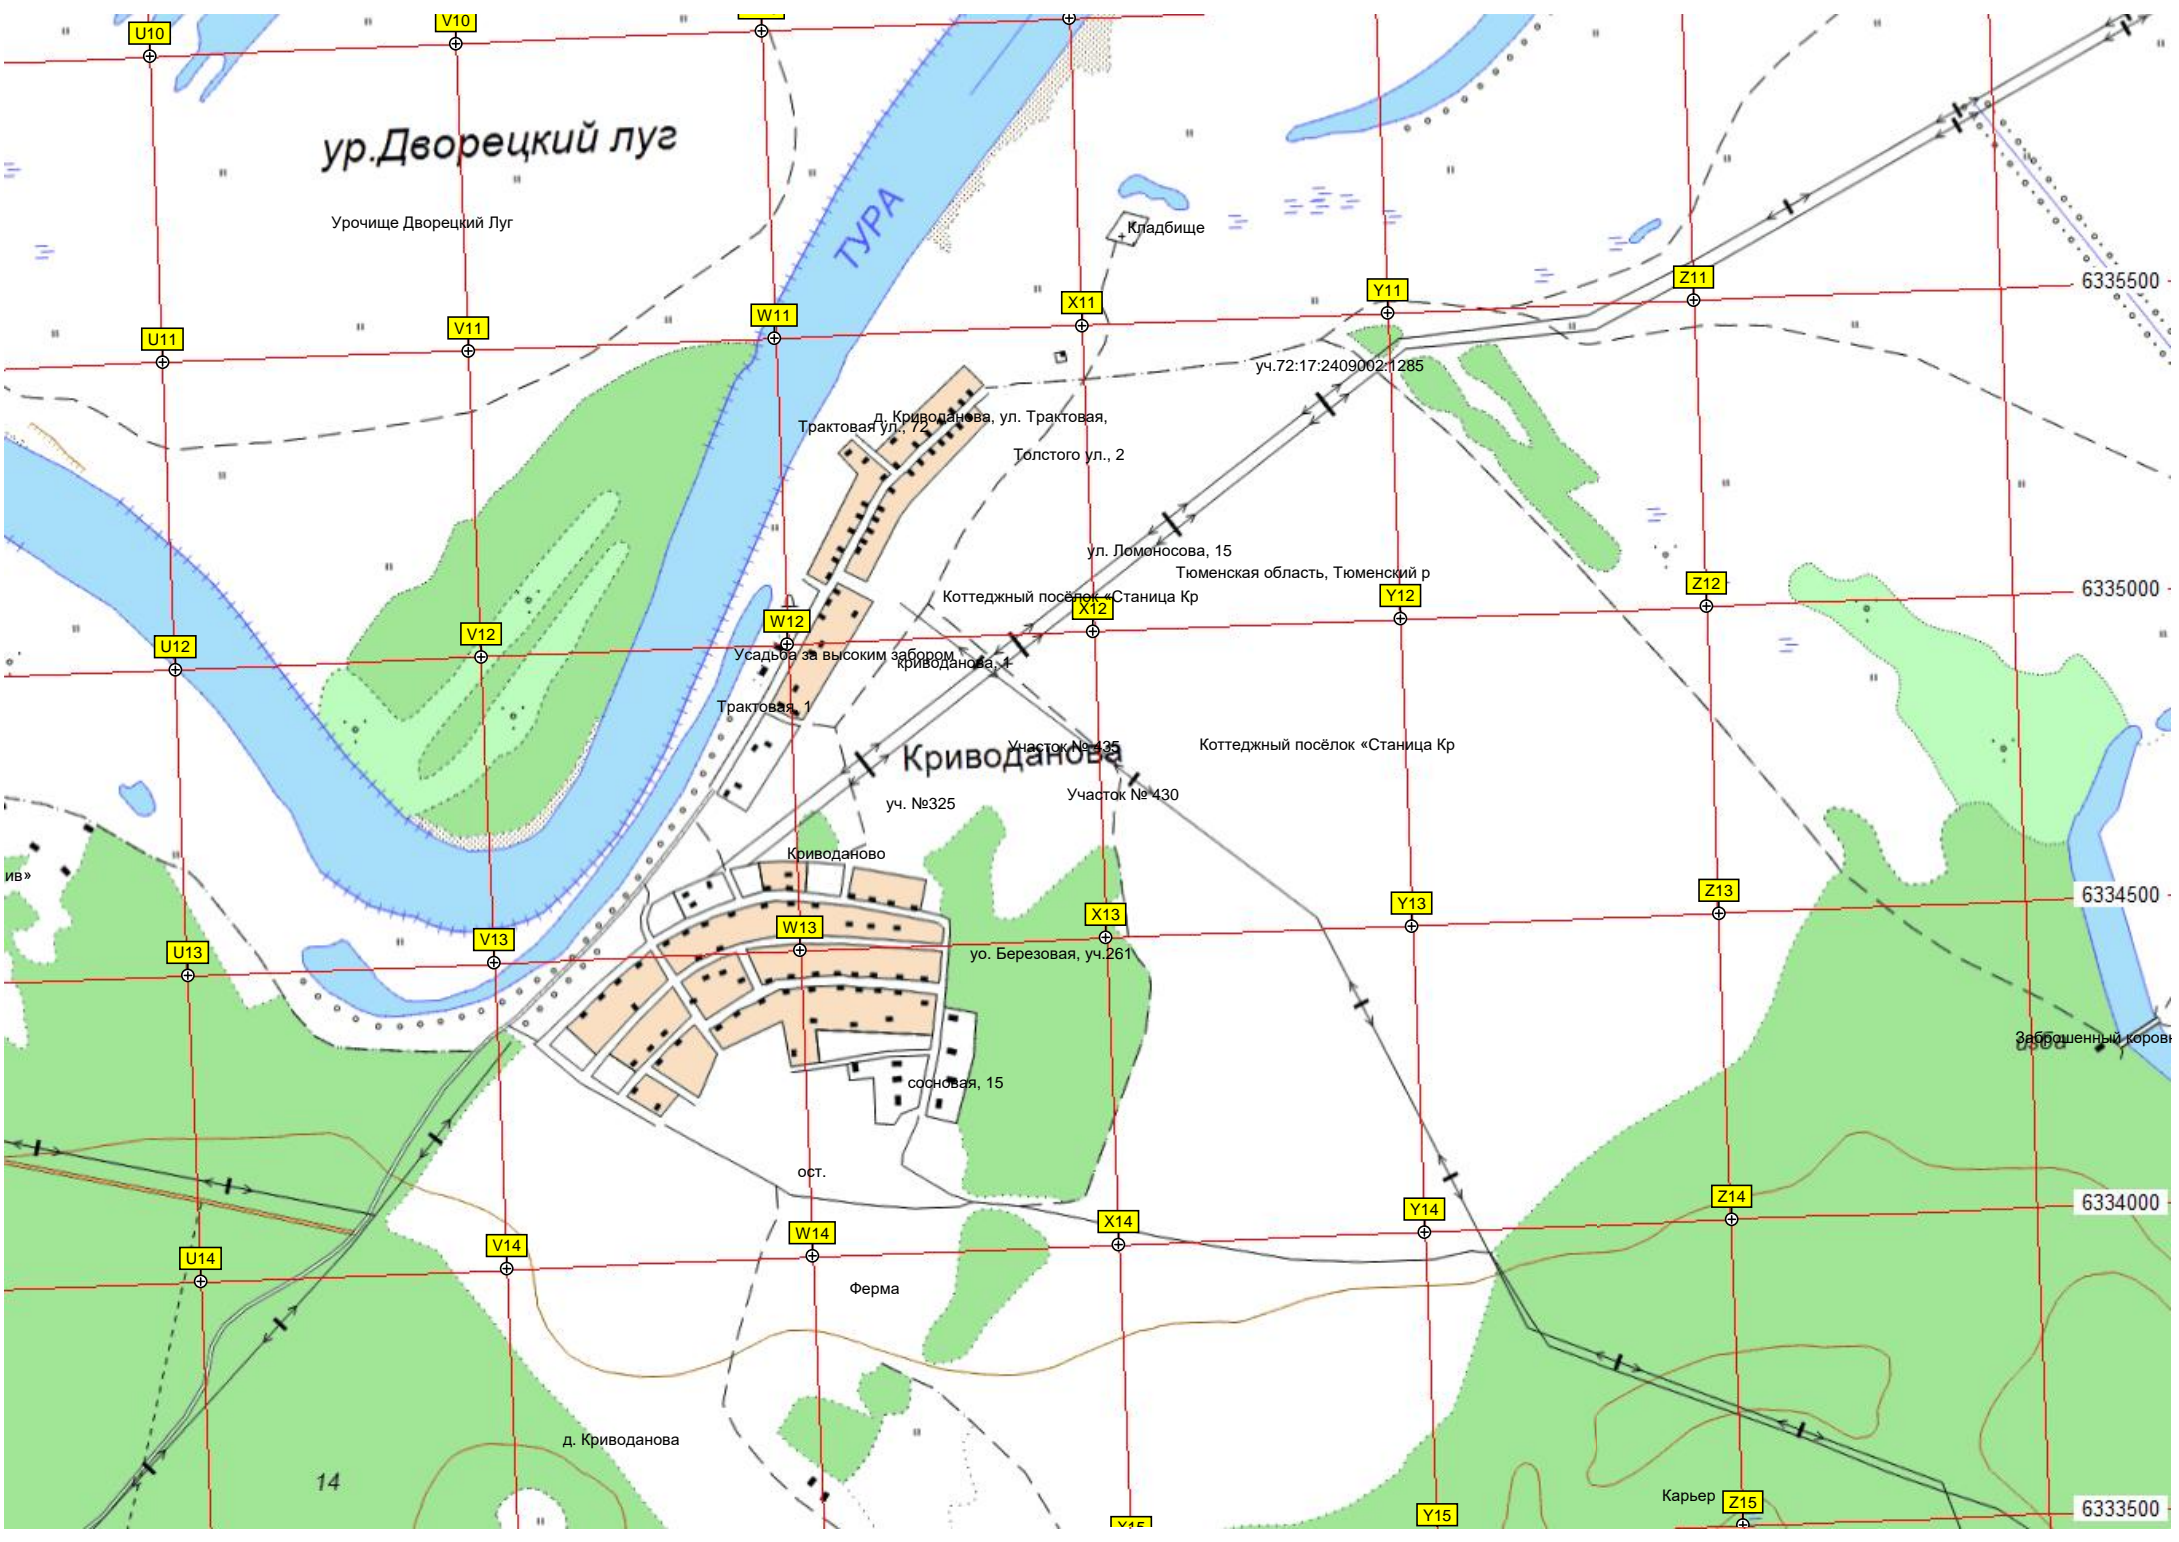 U10
V10
ур.Дворецкий луг
Урочище Дворецкий Луг
ТУРА
Кладбище
Z11
6335500
Y11
X11
W11
V11
U11
уч.72:17:2409002:1285
д. Криводанова, ул. Трактовая,
Трактовая ул., 72
Толстого ул., 2
ул. Ломоносова, 15
Тюменская область, Тюменский р
Z12
6335000
Y12
Коттеджный посёлок «Станица Кр
X12
W12
V12
U12
Усадьба за высоким забором
криводанова, 1
Трактовая, 1
Участок № 435
Криводанова
Коттеджный посёлок «Станица Кр
Участок № 430
уч. №325
Криводаново
ив»
Z13
6334500
Y13
X13
W13
V13
U13
уо. Березовая, уч.261
Заброшенный коровн
сосновая, 15
ост.
Z14
6334000
Y14
X14
W14
V14
U14
Ферма
д. Криводанова
14
Карьер
Z15
6333500
Y15
X15